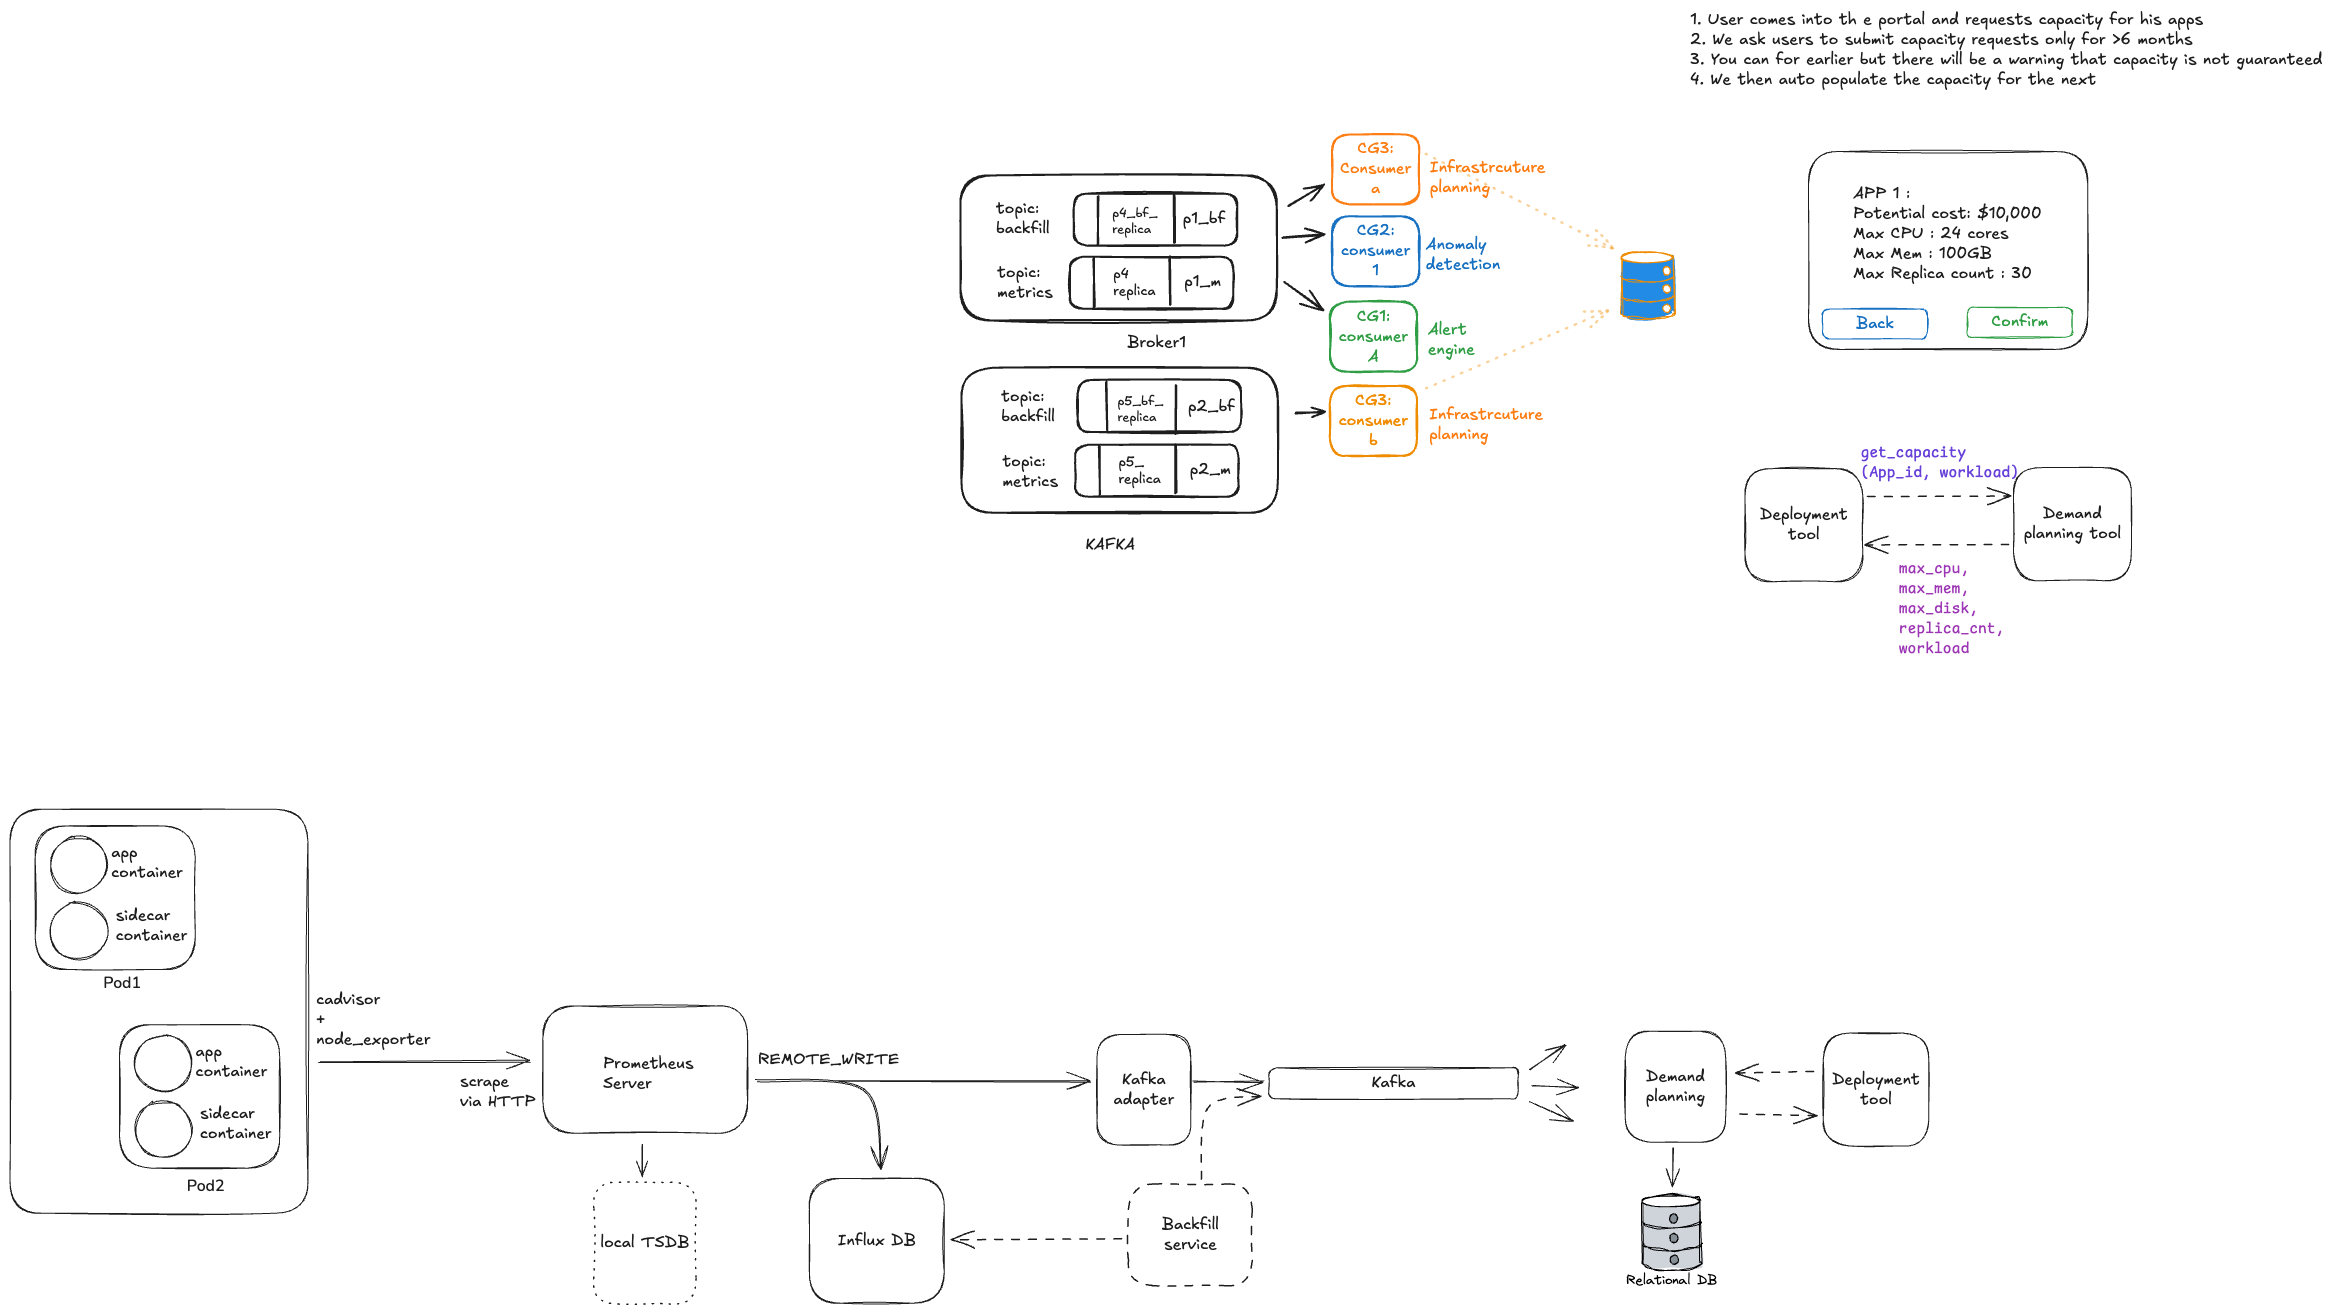 1. User comes into th e portal and requests capacity for his apps
2. We ask users to submit capacity requests only for >6 months
3. You can for earlier but there will be a warning that capacity is not guaranteed
4. We then auto populate the capacity for the next
topic:
backfill
p4_bf_
replica
p1_bf
topic:
metrics
p4
replica
p1_m
Broker1
topic:
backfill
p5_bf_
replica
p2_bf
topic:
metrics
p5_
replica
p2_m
KAFKA
CG3:
Consumer
a
Infrastrcuture
planning
CG2:
consumer
1
Anomaly
detection
CG1:
consumer
A
Alert
engine
CG3:
consumer
b
Infrastrcuture
planning
APP 1 :
Potential cost: $10,000
Max CPU : 24 cores
Max Mem : 100GB
Max Replica count : 30
Back
Confirm
get_capacity
(App_id, workload)
Deployment
tool
Demand
planning tool
max_cpu,
max_mem,
max_disk,
replica_cnt,
workload
app
container
sidecar
container
Pod1
app
container
sidecar
container
Pod2
cadvisor
+
node_exporter
scrape
via HTTP
Prometheus
Server
local TSDB
REMOTE_WRITE
Influx DB
Kafka
adapter
Backfill
service
Kafka
Demand
planning
Deployment
tool
Relational DB